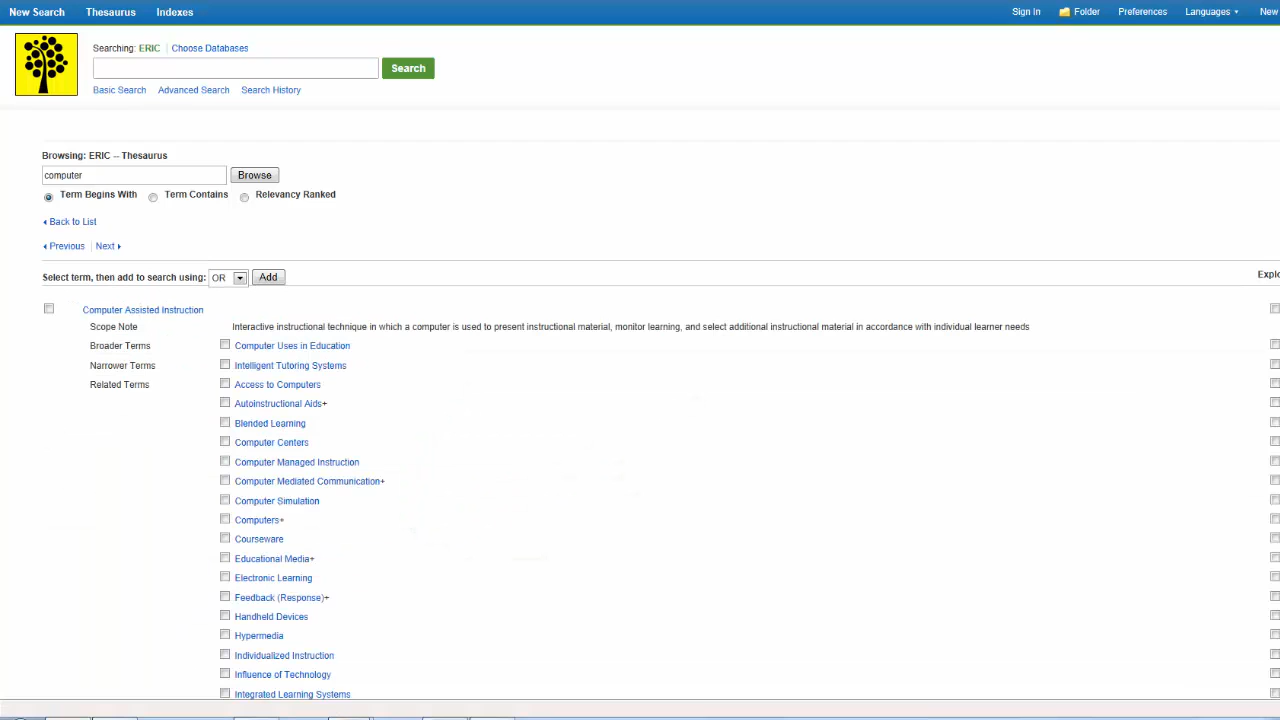 New Search Thesaurus Indexes Sign In Folder Preferences Languages New
Searching: ERIC Choose Databases
Search
Basic Search Advanced Search Search History
Browsing: ERIC -- Thesaurus
computer Browse
Term Begins With Term Contains Relevancy Ranked
Back to List
Previous Next
Select term, then add to search using: OR Add
Computer Assisted Instruction
Scope Note Interactive instructional technique in which a computer is used to present instructional material, monitor learning, and select additional instructional material in accordance with individual learner needs
Broader Terms Computer Uses in Education
Narrower Terms Intelligent Tutoring Systems
Related Terms Access to Computers
Autoinstructional Aids+
Blended Learning
Computer Centers
Computer Managed Instruction
Computer Mediated Communication+
Computer Simulation
Computers+
Courseware
Educational Media+
Electronic Learning
Feedback (Response)+
Handheld Devices
Hypermedia
Individualized Instruction
Influence of Technology
Integrated Learning Systems